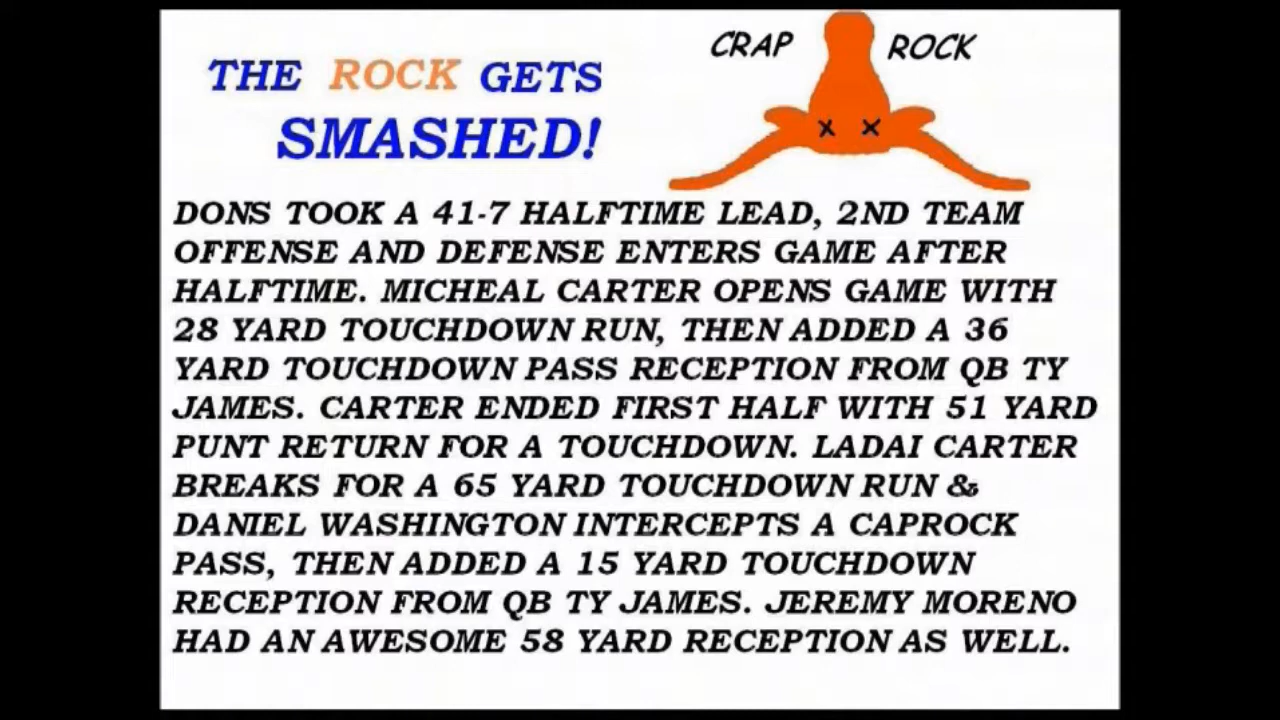 THE ROCK GETS
SMASHED!
CRAP ROCK
x x
DONS TOOK A 41-7 HALFTIME LEAD, 2ND TEAM
OFFENSE AND DEFENSE ENTERS GAME AFTER
HALFTIME. MICHEAL CARTER OPENS GAME WITH
28 YARD TOUCHDOWN RUN, THEN ADDED A 36
YARD TOUCHDOWN PASS RECEPTION FROM QB TY
JAMES. CARTER ENDED FIRST HALF WITH 51 YARD
PUNT RETURN FOR A TOUCHDOWN. LADAI CARTER
BREAKS FOR A 65 YARD TOUCHDOWN RUN &
DANIEL WASHINGTON INTERCEPTS A CAPROCK
PASS, THEN ADDED A 15 YARD TOUCHDOWN
RECEPTION FROM QB TY JAMES. JEREMY MORENO
HAD AN AWESOME 58 YARD RECEPTION AS WELL.